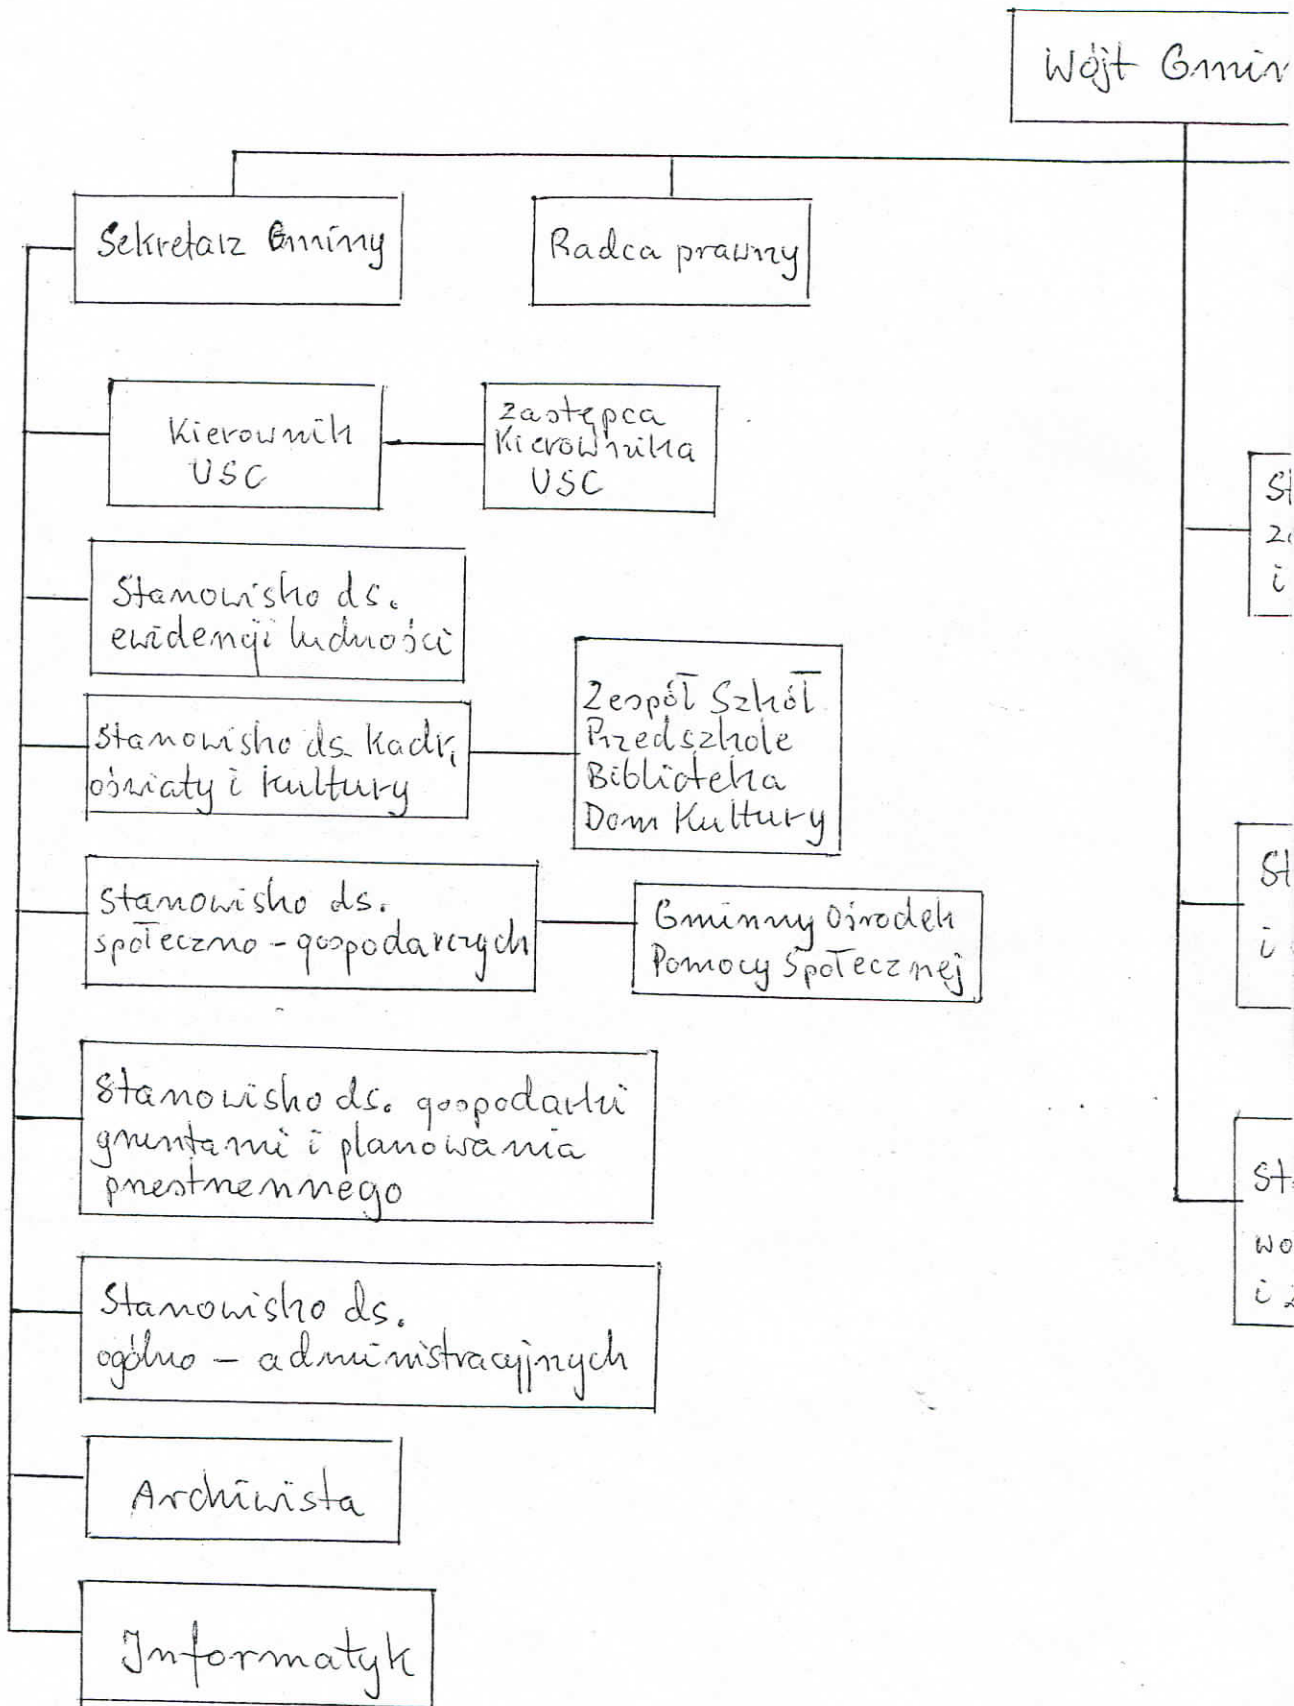 Wójt
Sekretarz Gminy
Radca prawny
Kierownik
USC
Zastępca
Kierownika
USC
Stanowisko ds.
ewidencji ludności
Stanowisko ds. Kadr,
oświaty i kultury
Zespół Szkół
Przedszkole
Biblioteka
Dom Kultury
Stanowisko ds.
społeczno - gospodarczych
Gminny Ośrodek
Pomocy Społecznej
Stanowisko ds. gospodarki
gruntami i planowania
przestrzennego
Stanowisko ds.
ogólno - administracyjnych
Archiwista
Informatyk
i
i
i